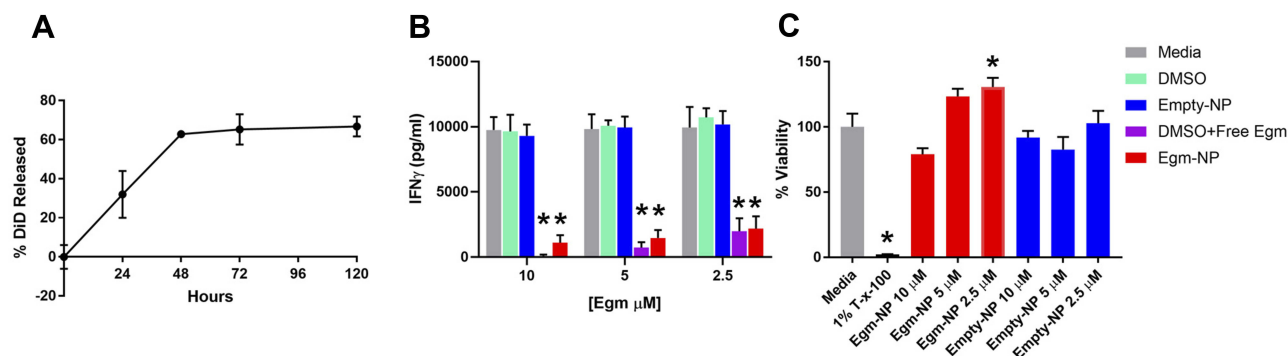 A
% DiD Released
80
60
40
20
0
-20
24
48
72
96
120
Hours
B
IFNγ (pg/ml)
15000
10000
5000
0
* *
* *
* *
10
5
2.5
[Egm μM]
C
% Viability
150
100
50
0
*
*
Media
1% T-x-100
Egm-NP 10 μM
Egm-NP 5 μM
Egm-NP 2.5 μM
Empty-NP 10 μM
Empty-NP 5 μM
Empty-NP 2.5 μM
Media
DMSO
Empty-NP
DMSO+Free Egm
Egm-NP